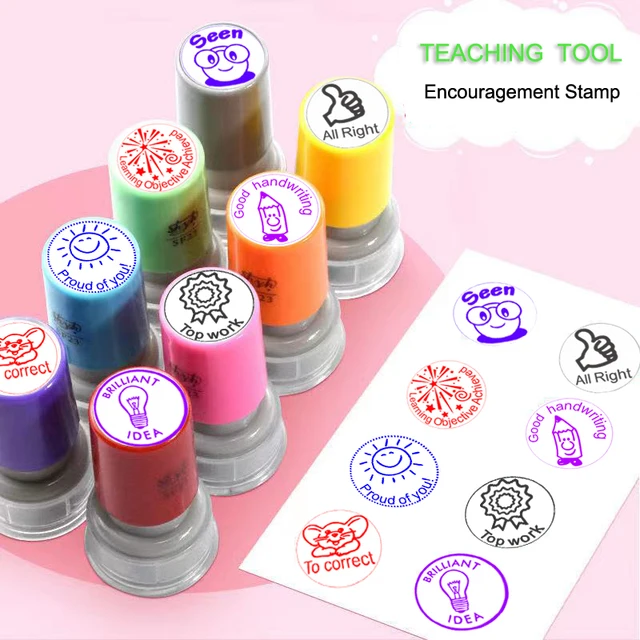 TEACHING TOOL
Encouragement Stamp
Seen
All Right
Learning Objective Achieved
Good handwriting
Proud of you!
Top work
correct
BRILLIANT
IDEA
Seen
All Right
Learning Objective Achieved
Good handwriting
Proud of you!
Top work
To correct
BRILLIANT
IDEA